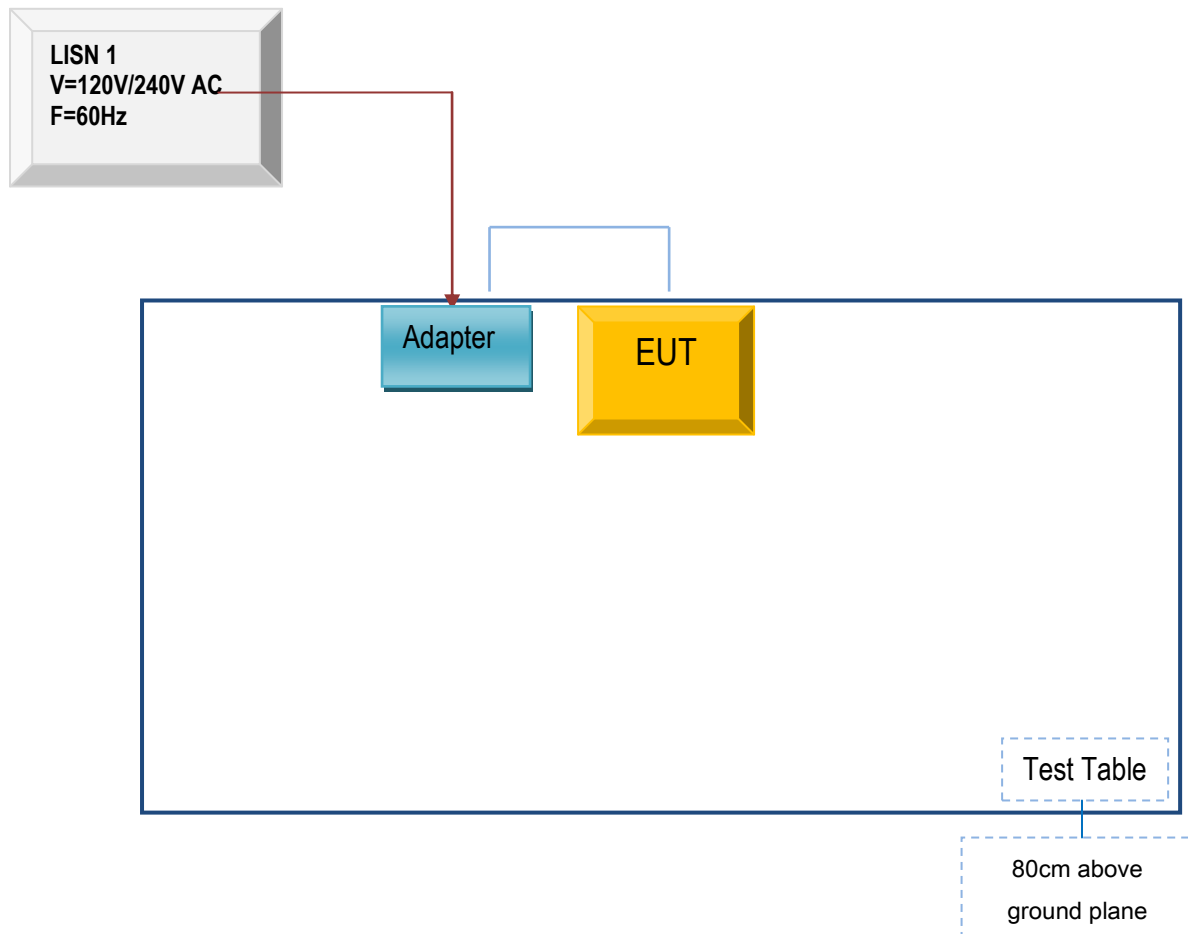 LISN 1
V=120V/240V AC
F=60Hz
Adapter
EUT
Test Table
80cm above
ground plane